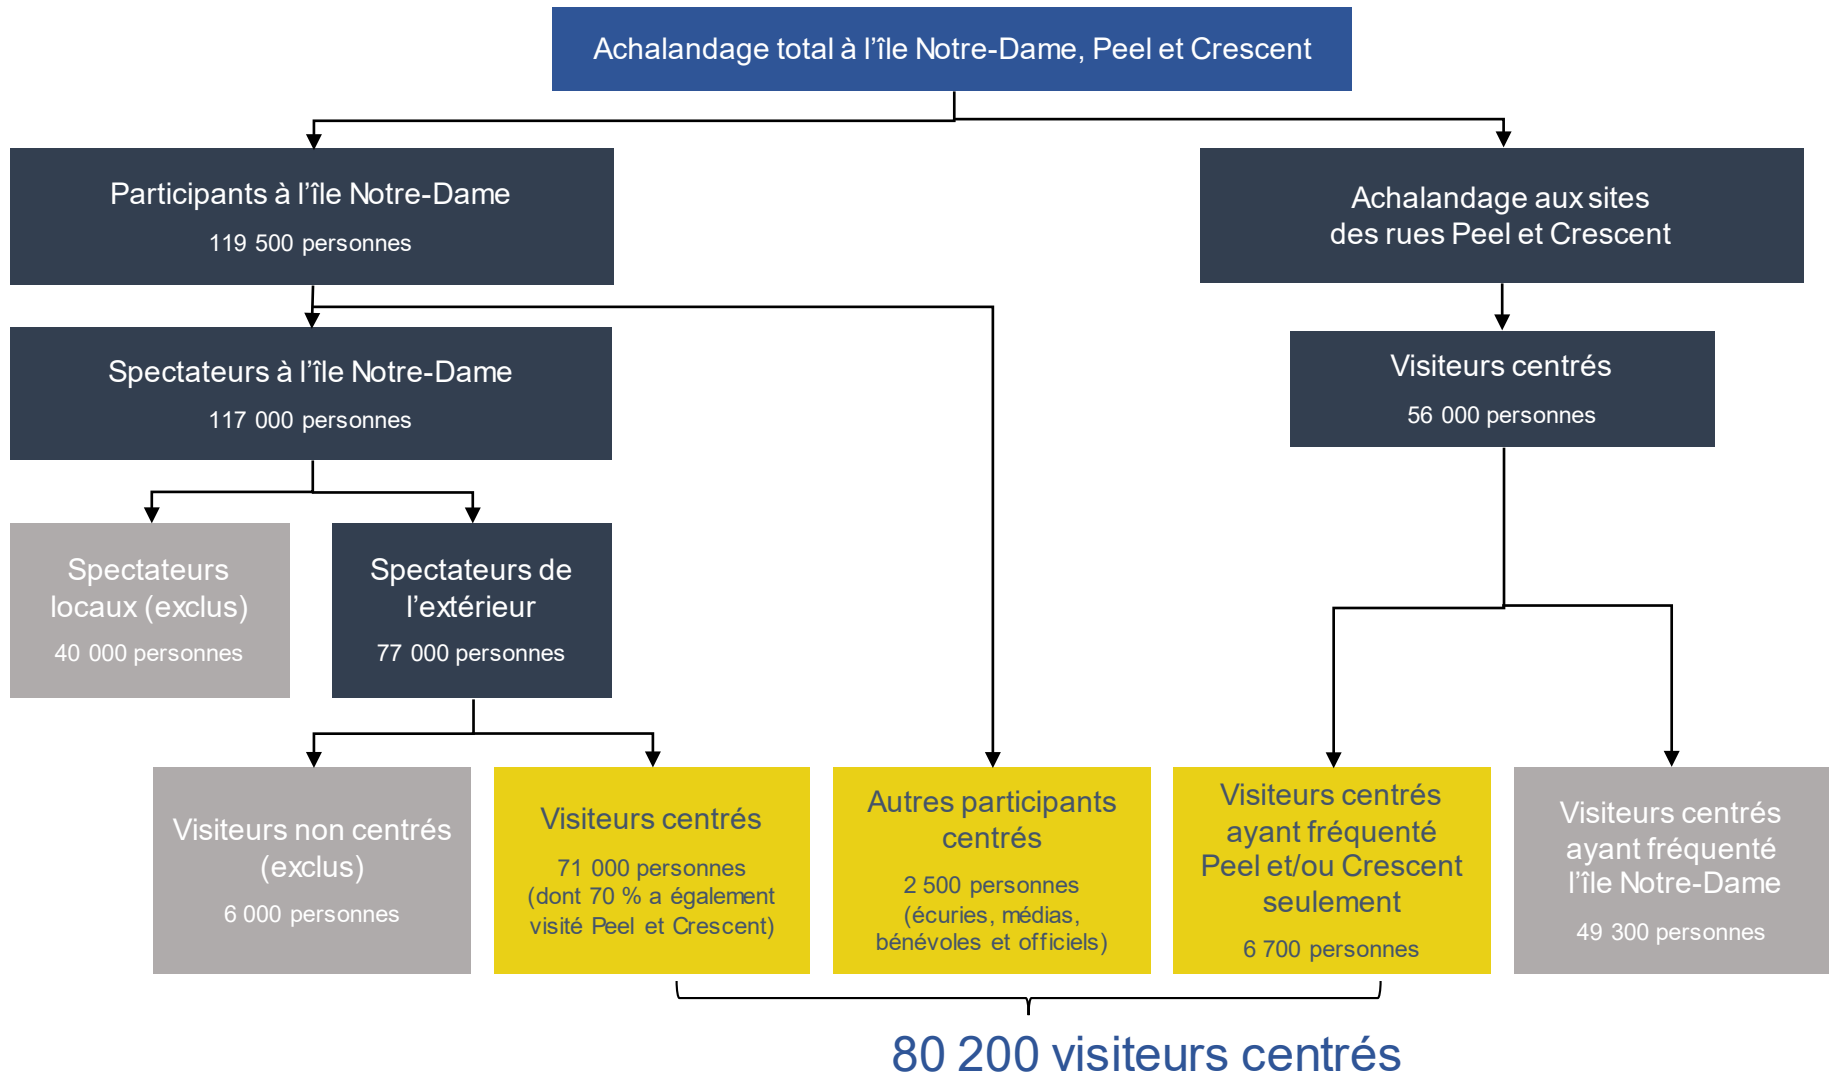 Achalandage total à l’île Notre-Dame, Peel et Crescent
Participants à l’île Notre-Dame
119 500 personnes
Achalandage aux sites
des rues Peel et Crescent
Spectateurs à l’île Notre-Dame
117 000 personnes
Visiteurs centrés
56 000 personnes
Spectateurs
locaux (exclus)
40 000 personnes
Spectateurs de
l’extérieur
77 000 personnes
Visiteurs non centrés
(exclus)
6 000 personnes
Visiteurs centrés
71 000 personnes
(dont 70 % a également
visité Peel et Crescent)
Autres participants
centrés
2 500 personnes
(écuries, médias,
bénévoles et officiels)
Visiteurs centrés
ayant fréquenté
Peel et/ou Crescent
seulement
6 700 personnes
Visiteurs centrés
ayant fréquenté
l’île Notre-Dame
49 300 personnes
80 200 visiteurs centrés